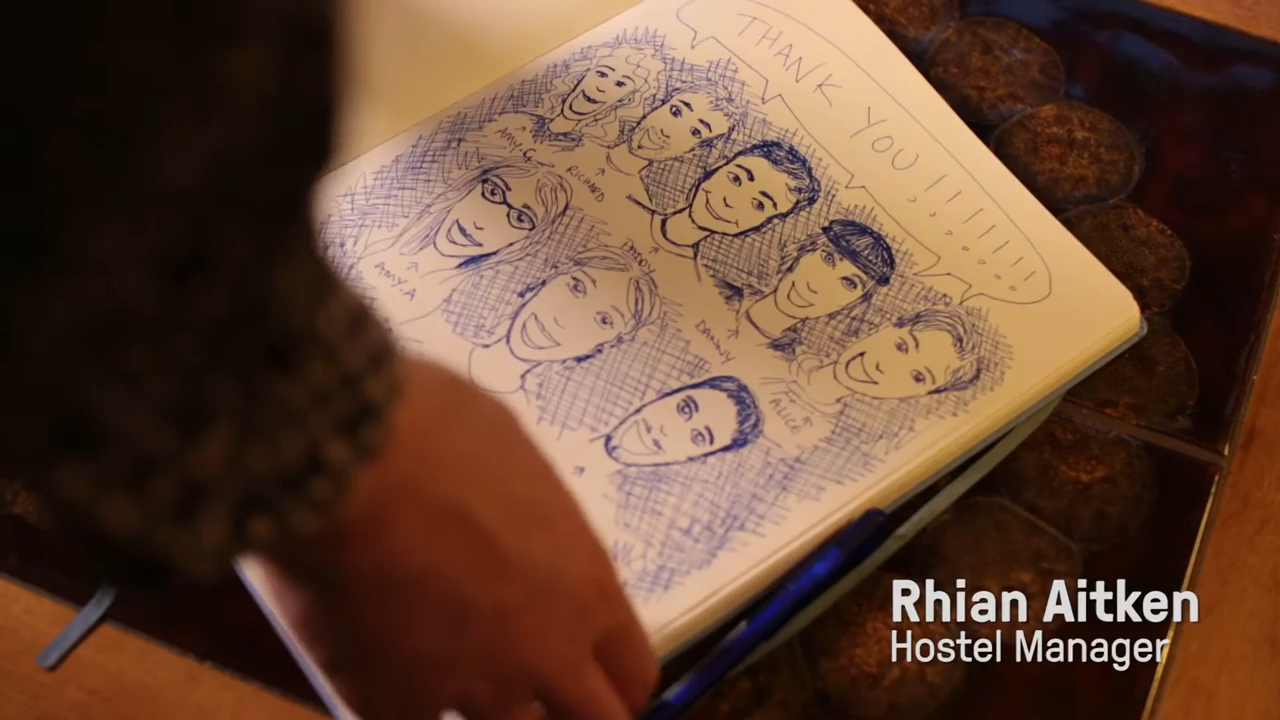 THANK YOU!!!!!!!!
AMY.G
RICHARD
DANNY
ALICE
AMY.A
Rhian Aitken
Hostel Manager